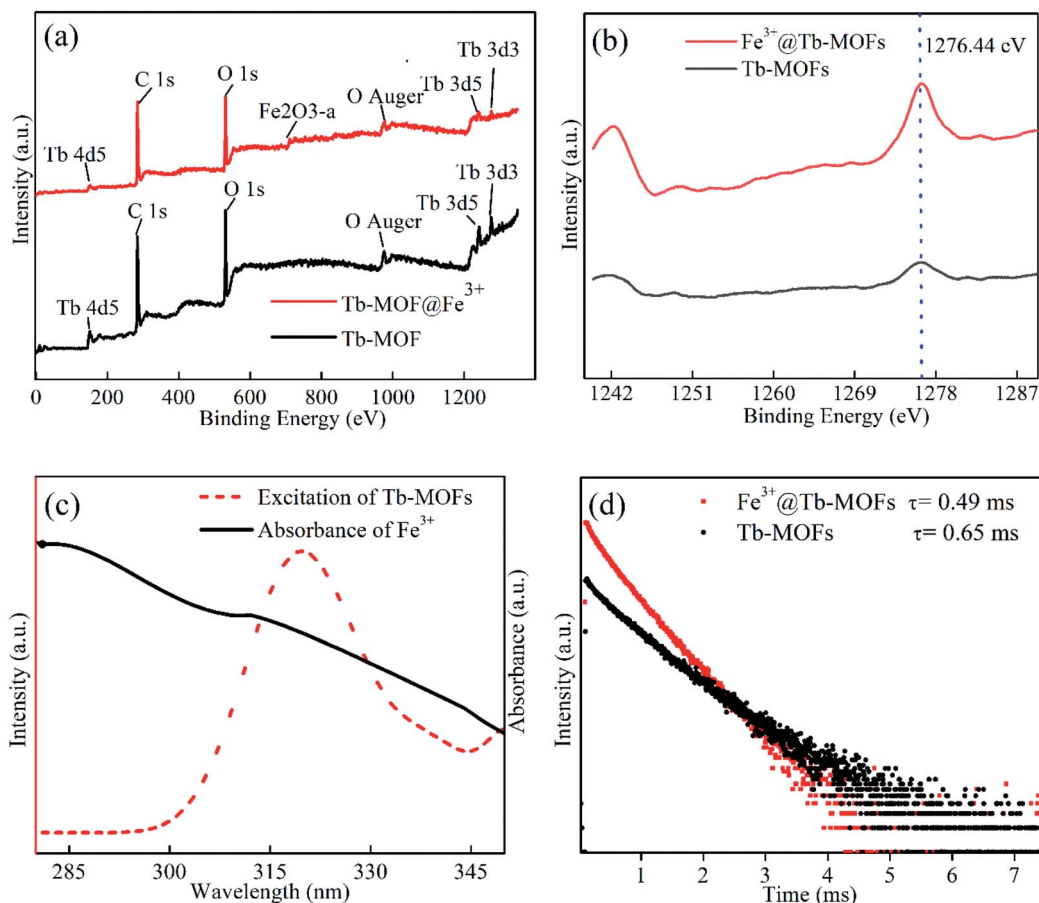 (a)
Tb 3d3
Tb 3d5
C 1s
O 1s
O Auger
Fe2O3-a
Tb 4d5
O 1s
C 1s
Tb 3d3
Tb 3d5
O Auger
Tb 4d5
Tb-MOF@Fe³⁺
Tb-MOF
Intensity (a.u.)
0 200 400 600 800 1000 1200
Binding Energy (eV)
(b)
Fe³⁺@Tb-MOFs
Tb-MOFs
1276.44 eV
Intensity (a.u.)
1242 1251 1260 1269 1278 1287
Binding Energy (eV)
(c)
Excitation of Tb-MOFs
Absorbance of Fe³⁺
Intensity (a.u.)
Absorbance (a.u.)
285 300 315 330 345
Wavelength (nm)
(d)
Fe³⁺@Tb-MOFs τ= 0.49 ms
Tb-MOFs τ= 0.65 ms
Intensity (a.u.)
1 2 3 4 5 6 7
Time (ms)